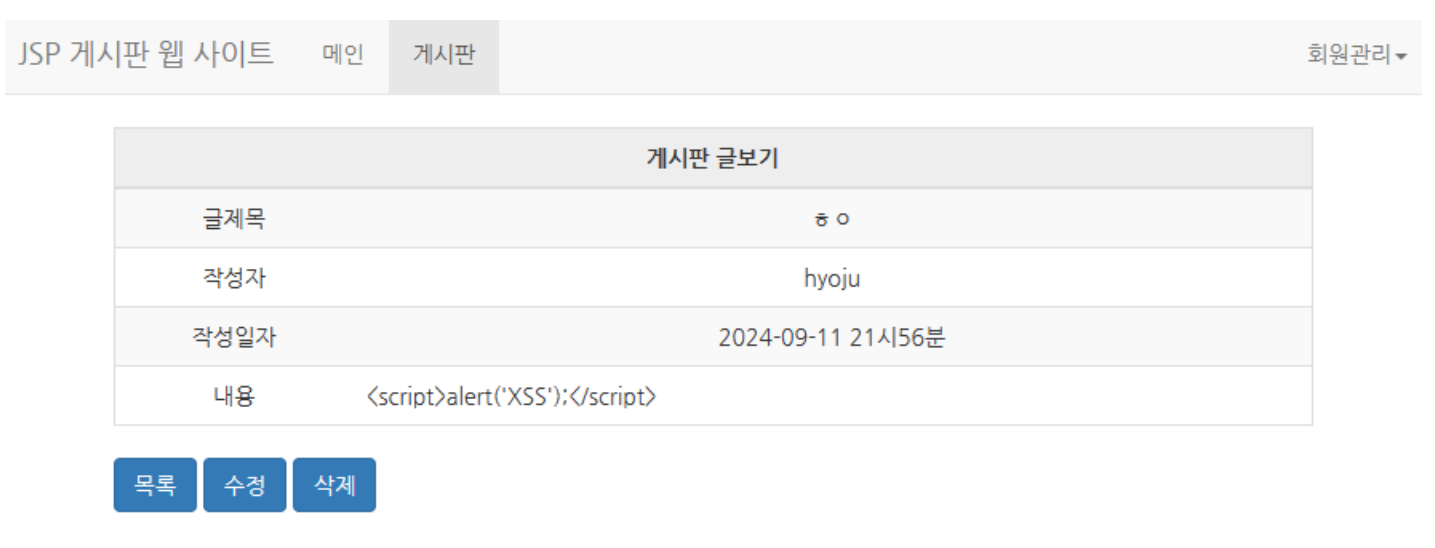 JSP 게시판 웹 사이트 메인 게시판 회원관리
게시판 글보기
글제목 ㅎㅇ
작성자 hyoju
작성일자 2024-09-11 21시56분
내용 <script>alert('XSS');</script>
목록 수정 삭제